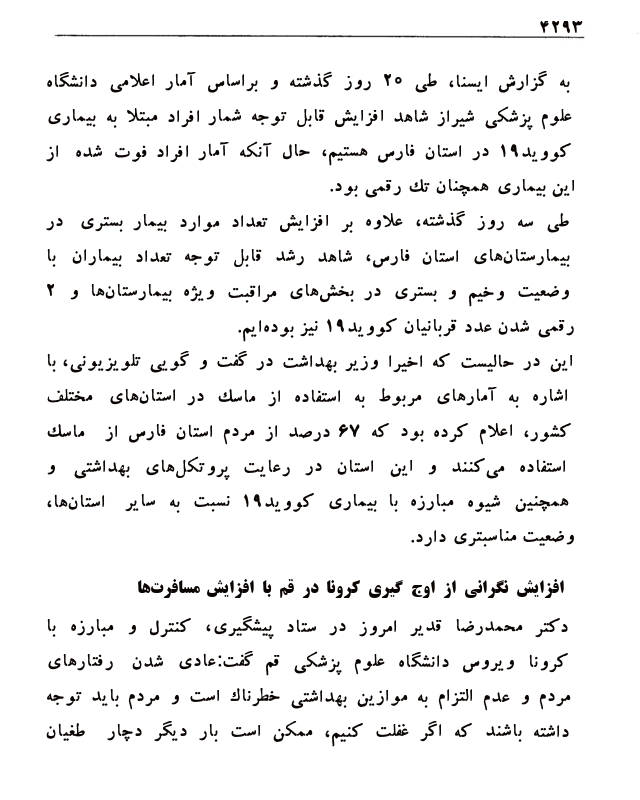 ۴۲۹۳
به گزارش ایسنا، طی ۲۵ روز گذشته و براساس آمار اعلامی دانشگاه
علوم پزشکی شیراز شاهد افزایش قابل توجه شمار افراد مبتلا به بیماری
کووید۱۹ در استان فارس هستیم، حال آنکه آمار افراد فوت شده از
این بیماری همچنان تك رقمی بود.
طی سه روز گذشته، علاوه بر افزایش تعداد موارد بیمار بستری در
بیمارستان‌های استان فارس، شاهد رشد قابل توجه تعداد بیماران با
وضعیت وخیم و بستری در بخش‌های مراقبت ویژه بیمارستان‌ها و ۲
رقمی شدن عدد قربانیان کووید۱۹ نیز بوده‌ایم.
این در حالیست که اخیرا وزیر بهداشت در گفت و گویی تلویزیونی، با
اشاره به آمارهای مربوط به استفاده از ماسك در استان‌های مختلف
کشور، اعلام کرده بود که ۶۷ درصد از مردم استان فارس از ماسك
استفاده می‌کنند و این استان در رعایت پروتکل‌های بهداشتی و
همچنین شیوه مبارزه با بیماری کووید۱۹ نسبت به سایر استان‌ها،
وضعیت مناسبتری دارد.
افزایش نگرانی از اوج گیری کرونا در قم با افزایش مسافرت‌ها
دکتر محمدرضا قدیر امروز در ستاد پیشگیری، کنترل و مبارزه با
کرونا ویروس دانشگاه علوم پزشکی قم گفت:عادی شدن رفتارهای
مردم و عدم التزام به موازین بهداشتی خطرناك است و مردم باید توجه
داشته باشند که اگر غفلت کنیم، ممکن است بار دیگر دچار طغیان